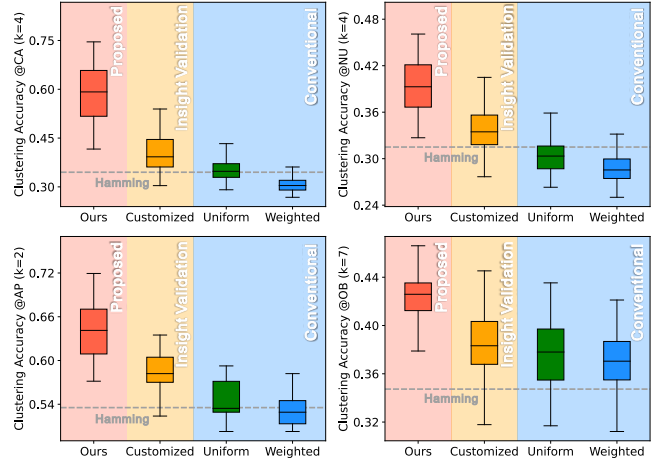 Clustering Accuracy @CA (k=4)
0.75
0.60
0.45
0.30
Proposed
Insight Validation
Conventional
Hamming
Ours
Customized
Uniform
Weighted
Clustering Accuracy @NU (k=4)
0.48
0.42
0.36
0.30
0.24
Proposed
Insight Validation
Conventional
Hamming
Ours
Customized
Uniform
Weighted
Clustering Accuracy @AP (k=2)
0.72
0.66
0.60
0.54
Proposed
Insight Validation
Conventional
Hamming
Ours
Customized
Uniform
Weighted
Clustering Accuracy @OB (k=7)
0.44
0.40
0.36
0.32
Proposed
Insight Validation
Conventional
Hamming
Ours
Customized
Uniform
Weighted